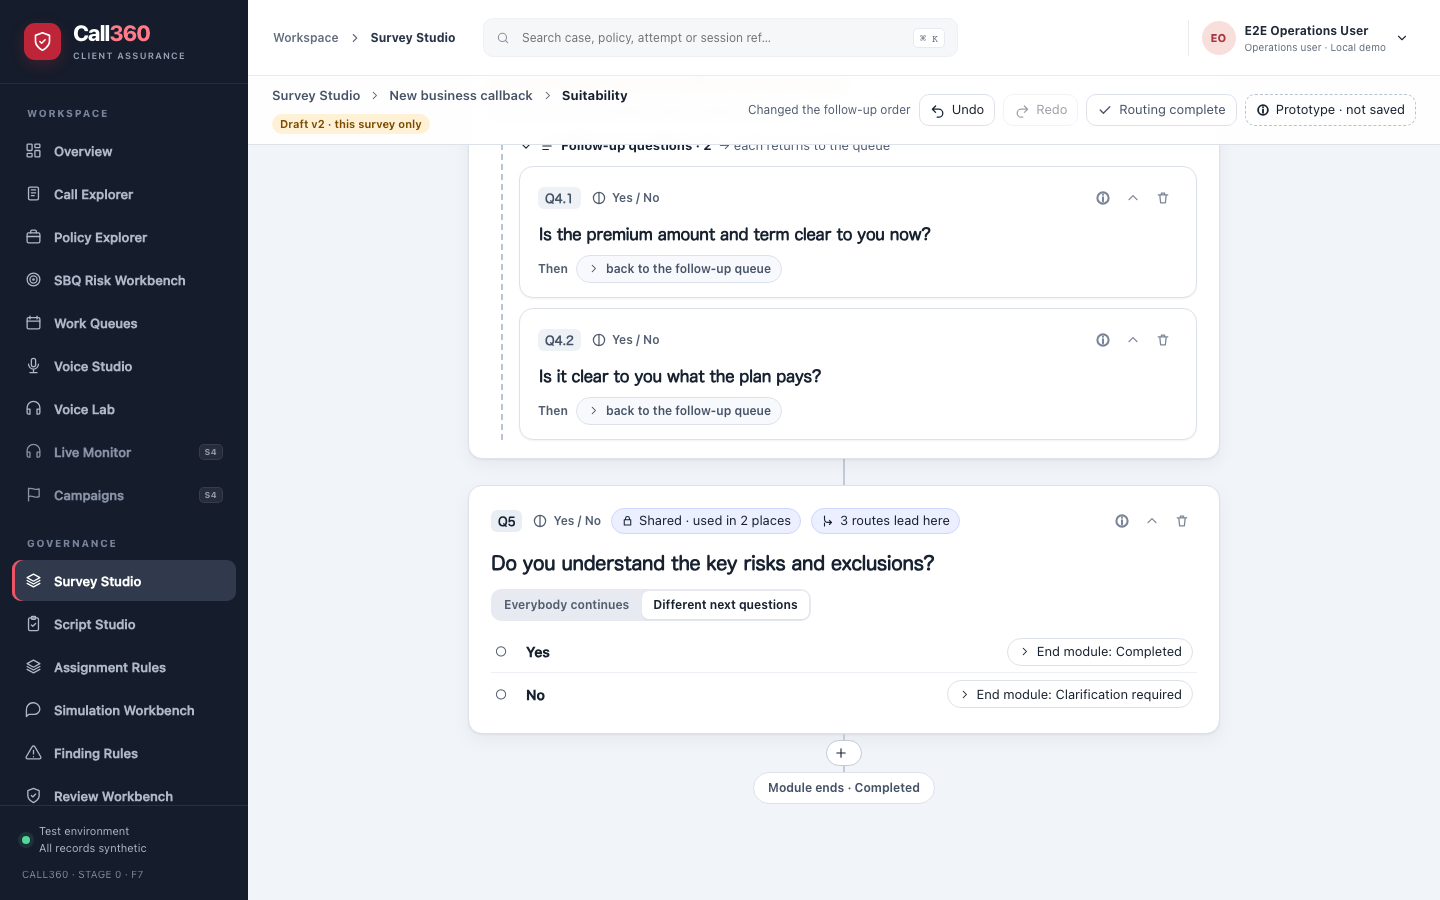 Call360
CLIENT ASSURANCE
WORKSPACE
Overview
Call Explorer
Policy Explorer
SBQ Risk Workbench
Work Queues
Voice Studio
Voice Lab
Live Monitor S4
Campaigns S4
GOVERNANCE
Survey Studio
Script Studio
Assignment Rules
Simulation Workbench
Finding Rules
Review Workbench
Test environment
All records synthetic
CALL360 · STAGE 0 · F7
Workspace > Survey Studio
Search case, policy, attempt or session ref... ⌘ K
EO E2E Operations User
Operations user · Local demo
Survey Studio > New business callback > Suitability
Draft v2 · this survey only
Changed the follow-up order Undo Redo Routing complete Prototype · not saved
Follow-up questions · 2 → each returns to the queue
Q4.1 Yes / No
Is the premium amount and term clear to you now?
Then > back to the follow-up queue
Q4.2 Yes / No
Is it clear to you what the plan pays?
Then > back to the follow-up queue
Q5 Yes / No Shared · used in 2 places 3 routes lead here
Do you understand the key risks and exclusions?
Everybody continues Different next questions
Yes > End module: Completed
No > End module: Clarification required
+
Module ends · Completed